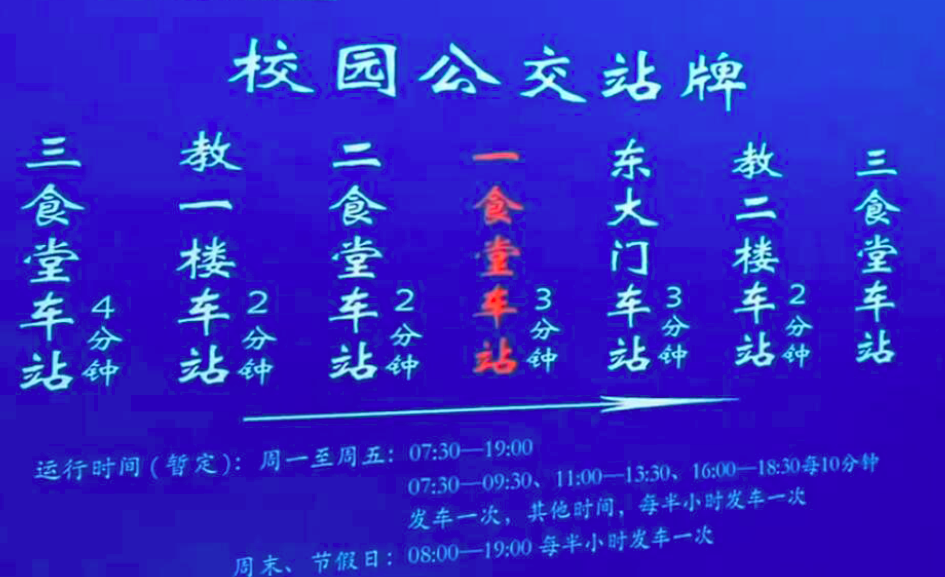 校园公交站牌
三食堂车站
4分钟
教一楼车站
2分钟
二食堂车站
2分钟
一食堂车站
3分钟
东大门车站
3分钟
教二楼车站
2分钟
三食堂车站
运行时间(暂定): 周一至周五: 07:30—19:00
07:30—09:30、11:00—13:30、16:00—18:30每10分钟
发车一次, 其他时间, 每半小时发车一次
周末、节假日: 08:00—19:00 每半小时发车一次